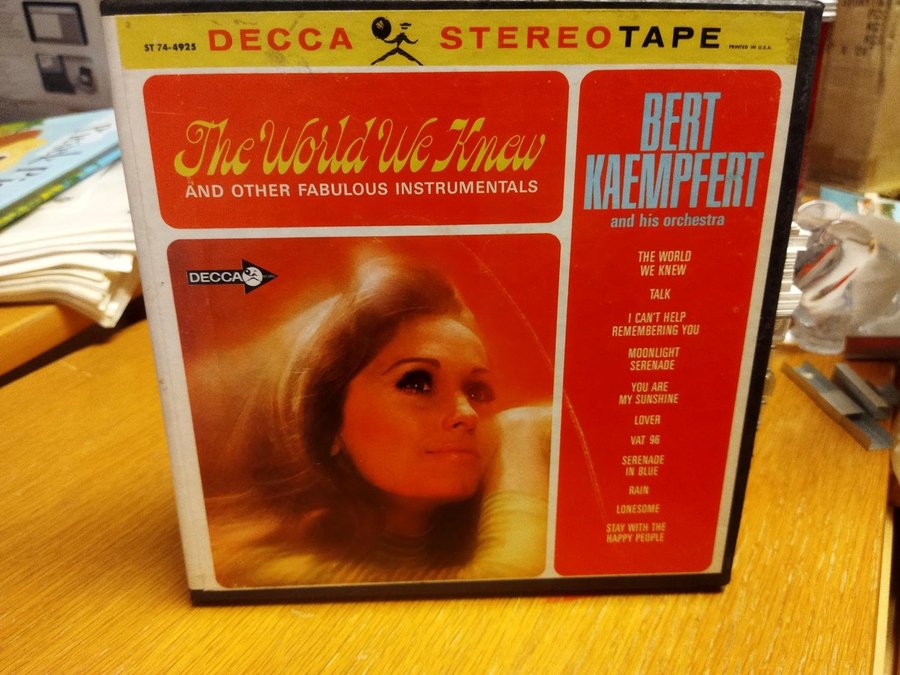 ST 74-4925 DECCA STEREOTAPE PRINTED IN U.S.A.
The World We Knew
AND OTHER FABULOUS INSTRUMENTALS
DECCA
BERT
KAEMPFERT
and his orchestra
THE WORLD
WE KNEW
TALK
I CAN'T HELP
REMEMBERING YOU
MOONLIGHT
SERENADE
YOU ARE
MY SUNSHINE
LOVER
VAT 96
SERENADE
IN BLUE
RAIN
LONESOME
STAY WITH THE
HAPPY PEOPLE